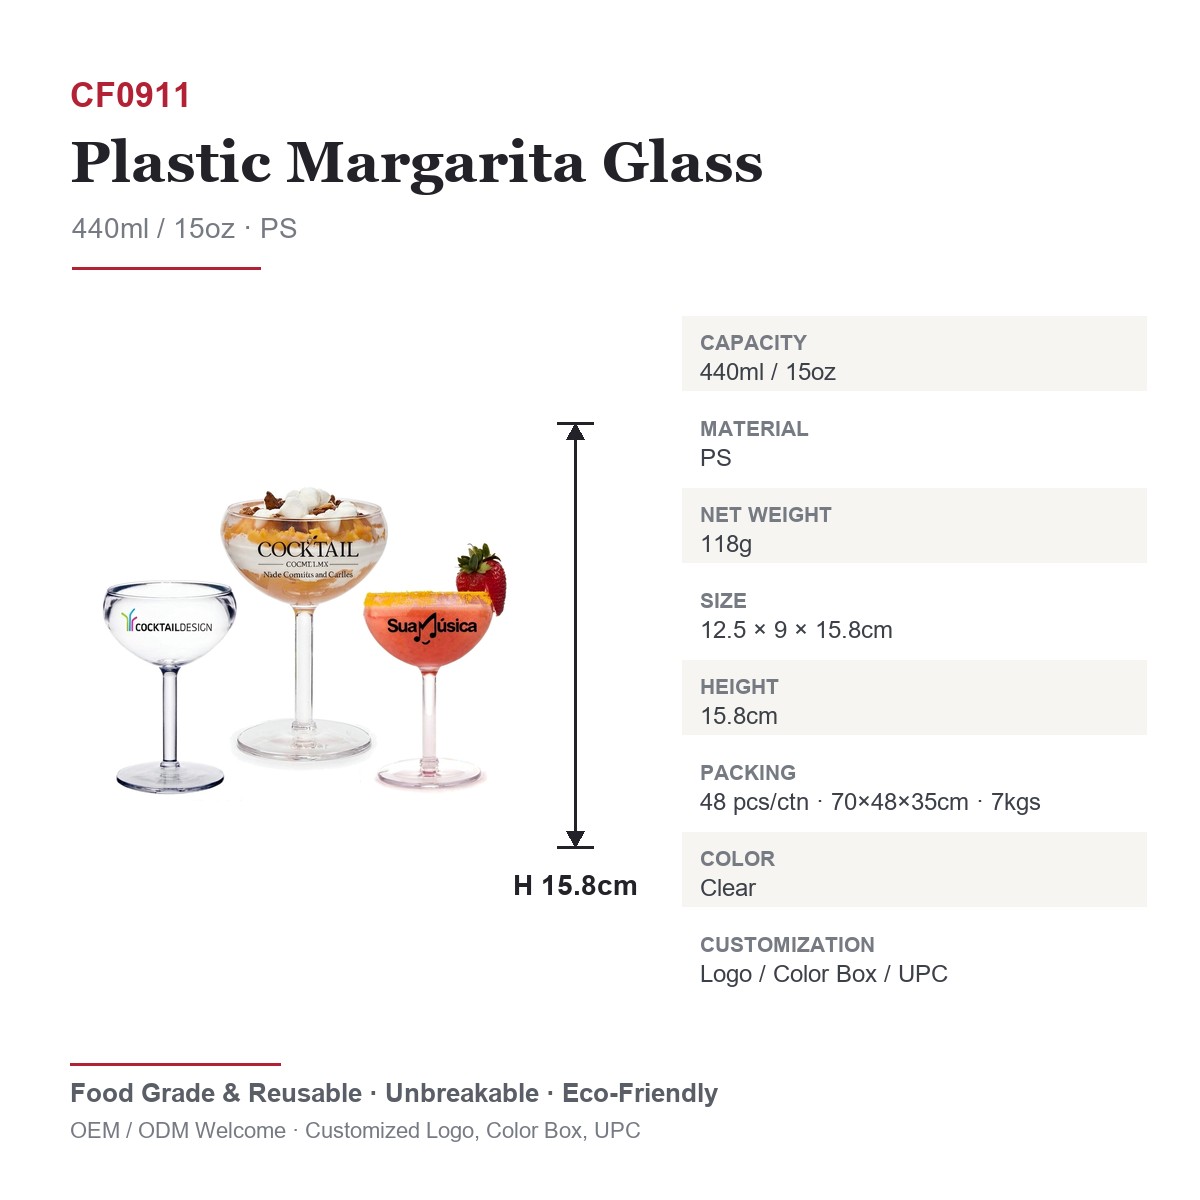 CF0911
Plastic Margarita Glass
440ml / 15oz · PS
CAPACITY
440ml / 15oz
MATERIAL
PS
NET WEIGHT
118g
SIZE
12.5 × 9 × 15.8cm
HEIGHT
15.8cm
PACKING
48 pcs/ctn · 70×48×35cm · 7kgs
COLOR
Clear
CUSTOMIZATION
Logo / Color Box / UPC
COCKTAIL
COCMT.LMX
COCKTAILDESIGN
SuaMúsica
H 15.8cm
Food Grade & Reusable · Unbreakable · Eco-Friendly
OEM / ODM Welcome · Customized Logo, Color Box, UPC